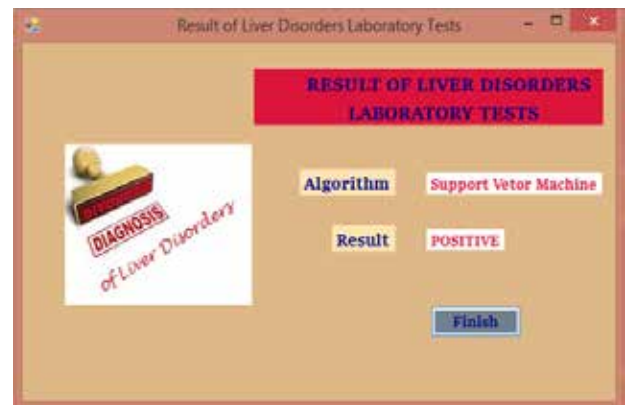 Result of Liver Disorders Laboratory Tests
RESULT OF LIVER DISORDERS
LABORATORY TESTS
DIAGNOSIS
of Liver Disorders
Algorithm
Support Vetor Machine
Result
POSITIVE
Finish